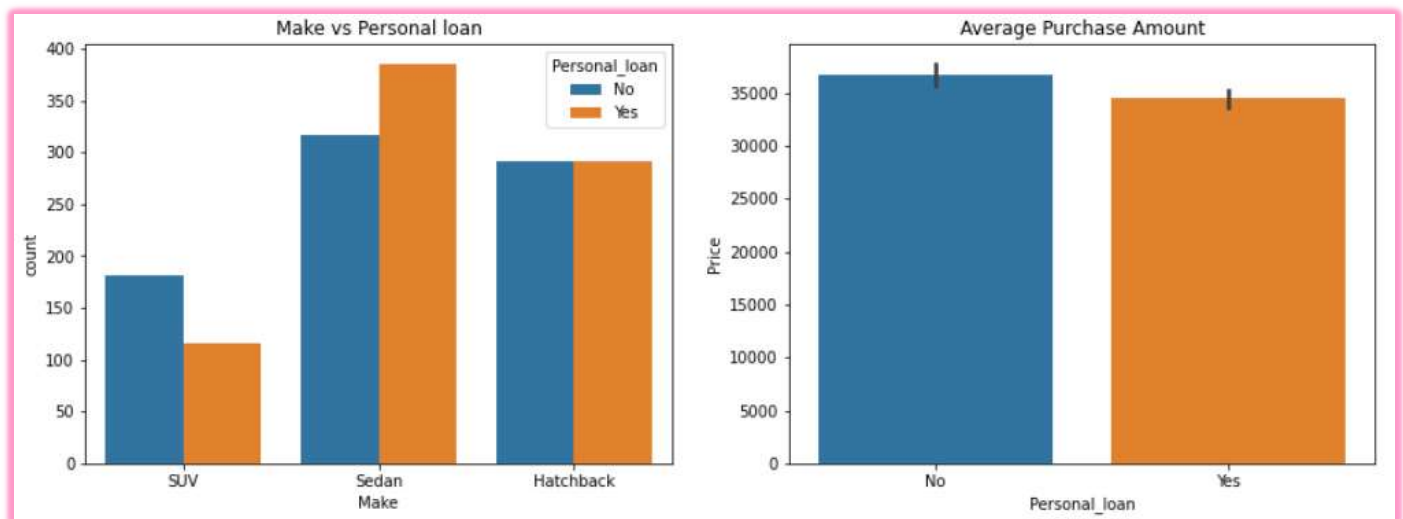 Make vs Personal loan
400
350
300
250
200
150
100
50
0
count
Personal_loan
No
Yes
SUV
Sedan
Hatchback
Make
Average Purchase Amount
35000
30000
25000
20000
15000
10000
5000
0
Price
No
Yes
Personal_loan